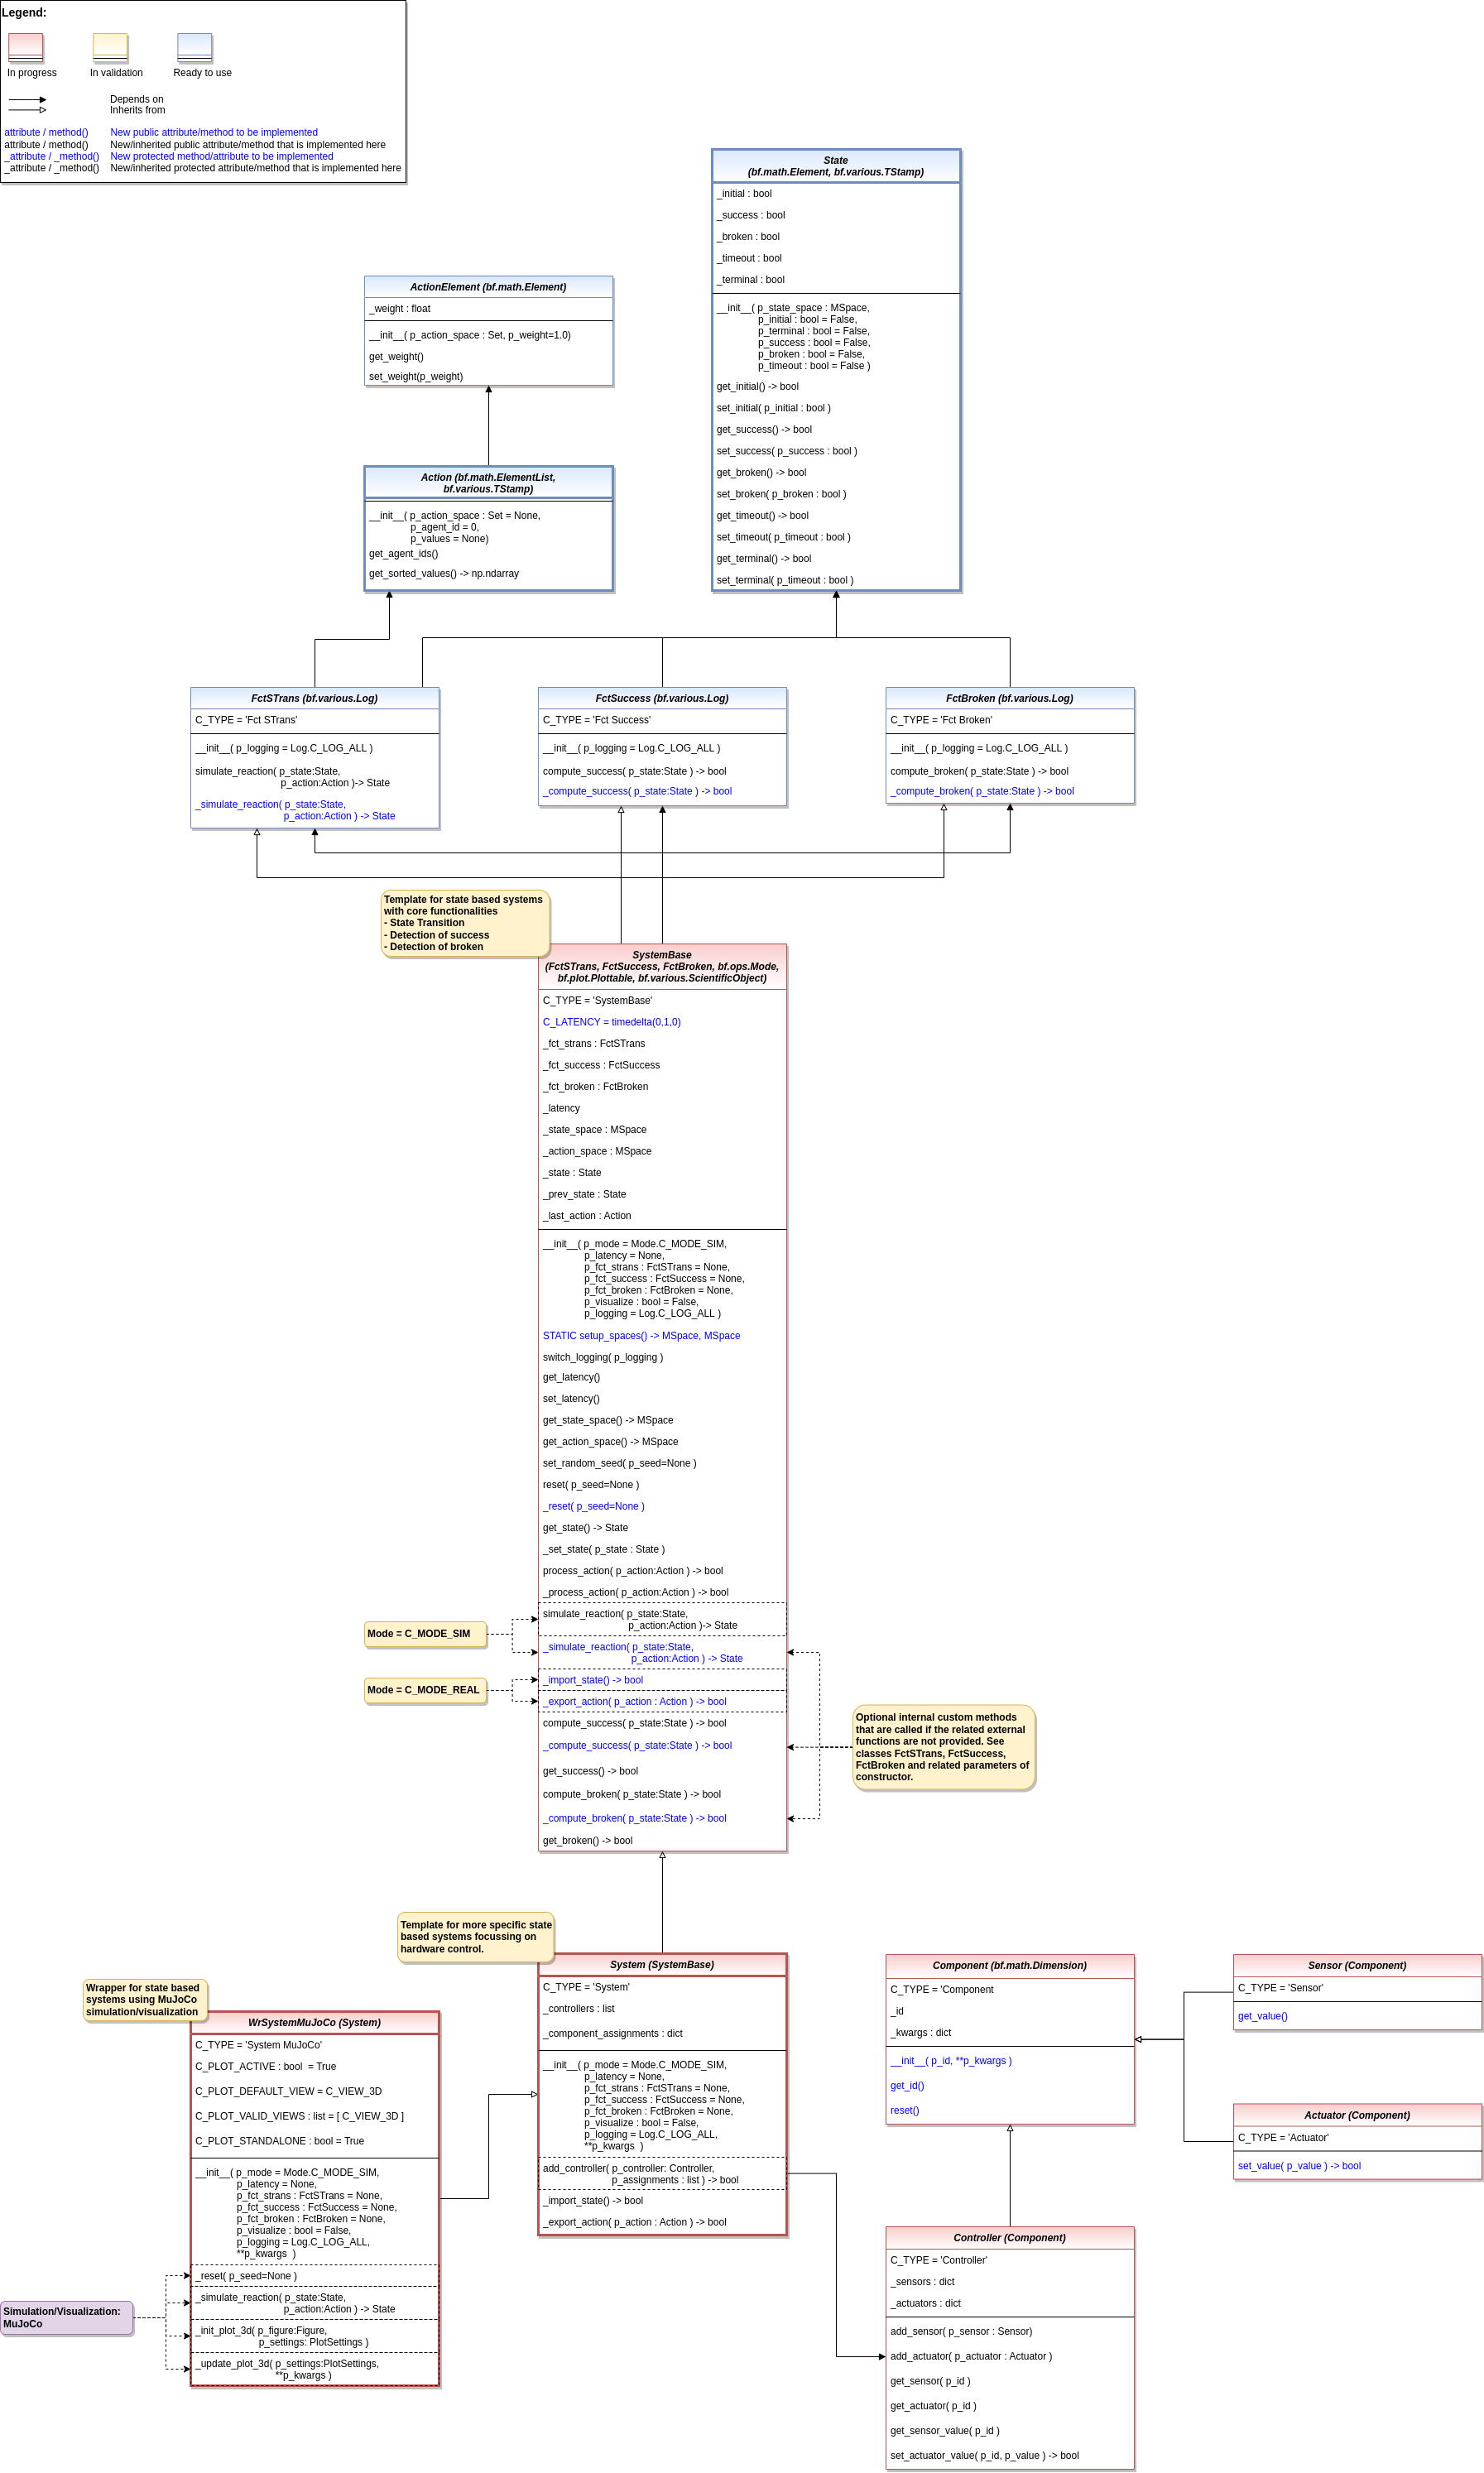 Legend:
In progress
In validation
Ready to use
Depends on
Inherits from
attribute / method() New public attribute/method to be implemented
attribute / method() New/inherited public attribute/method that is implemented here
_attribute / _method() New protected method/attribute to be implemented
_attribute / _method() New/inherited protected attribute/method that is implemented here
State
(bf.math.Element, bf.various.TStamp)
_initial : bool
_success : bool
_broken : bool
_timeout : bool
_terminal : bool
__init__( p_state_space : MSpace,
p_initial : bool = False,
p_terminal : bool = False,
p_success : bool = False,
p_broken : bool = False,
p_timeout : bool = False )
get_initial() -> bool
set_initial( p_initial : bool )
get_success() -> bool
set_success( p_success : bool )
get_broken() -> bool
set_broken( p_broken : bool )
get_timeout() -> bool
set_timeout( p_timeout : bool )
get_terminal() -> bool
set_terminal( p_timeout : bool )
ActionElement (bf.math.Element)
_weight : float
__init__( p_action_space : Set, p_weight=1.0)
get_weight()
set_weight(p_weight)
Action (bf.math.ElementList,
bf.various.TStamp)
__init__( p_action_space : Set = None,
p_agent_id = 0,
p_values = None)
get_agent_ids()
get_sorted_values() -> np.ndarray
FctSTrans (bf.various.Log)
C_TYPE = 'Fct STrans'
__init__( p_logging = Log.C_LOG_ALL )
simulate_reaction( p_state:State,
p_action:Action )-> State
_simulate_reaction( p_state:State,
p_action:Action ) -> State
FctSuccess (bf.various.Log)
C_TYPE = 'Fct Success'
__init__( p_logging = Log.C_LOG_ALL )
compute_success( p_state:State ) -> bool
_compute_success( p_state:State ) -> bool
FctBroken (bf.various.Log)
C_TYPE = 'Fct Broken'
__init__( p_logging = Log.C_LOG_ALL )
compute_broken( p_state:State ) -> bool
_compute_broken( p_state:State ) -> bool
Template for state based systems
with core functionalities
- State Transition
- Detection of success
- Detection of broken
SystemBase
(FctSTrans, FctSuccess, FctBroken, bf.ops.Mode,
bf.plot.Plottable, bf.various.ScientificObject)
C_TYPE = 'SystemBase'
C_LATENCY = timedelta(0,1,0)
_fct_strans : FctSTrans
_fct_success : FctSuccess
_fct_broken : FctBroken
_latency
_state_space : MSpace
_action_space : MSpace
_state : State
_prev_state : State
_last_action : Action
__init__( p_mode = Mode.C_MODE_SIM,
p_latency = None,
p_fct_strans : FctSTrans = None,
p_fct_success : FctSuccess = None,
p_fct_broken : FctBroken = None,
p_visualize : bool = False,
p_logging = Log.C_LOG_ALL )
STATIC setup_spaces() -> MSpace, MSpace
switch_logging( p_logging )
get_latency()
set_latency()
get_state_space() -> MSpace
get_action_space() -> MSpace
set_random_seed( p_seed=None )
reset( p_seed=None )
_reset( p_seed=None )
get_state() -> State
_set_state( p_state : State )
process_action( p_action:Action ) -> bool
_process_action( p_action:Action ) -> bool
simulate_reaction( p_state:State,
p_action:Action )-> State
_simulate_reaction( p_state:State,
p_action:Action ) -> State
_import_state() -> bool
_export_action( p_action : Action ) -> bool
compute_success( p_state:State ) -> bool
_compute_success( p_state:State ) -> bool
get_success() -> bool
compute_broken( p_state:State ) -> bool
_compute_broken( p_state:State ) -> bool
get_broken() -> bool
Mode = C_MODE_SIM
Mode = C_MODE_REAL
Optional internal custom methods
that are called if the related external
functions are not provided. See
classes FctSTrans, FctSuccess,
FctBroken and related parameters of
constructor.
Template for more specific state
based systems focussing on
hardware control.
System (SystemBase)
C_TYPE = 'System'
_controllers : list
_component_assignments : dict
__init__( p_mode = Mode.C_MODE_SIM,
p_latency = None,
p_fct_strans : FctSTrans = None,
p_fct_success : FctSuccess = None,
p_fct_broken : FctBroken = None,
p_visualize : bool = False,
p_logging = Log.C_LOG_ALL,
**p_kwargs )
add_controller( p_controller: Controller,
p_assignments : list ) -> bool
_import_state() -> bool
_export_action( p_action : Action ) -> bool
Wrapper for state based
systems using MuJoCo
simulation/visualization
WrSystemMuJoCo (System)
C_TYPE = 'System MuJoCo'
C_PLOT_ACTIVE : bool = True
C_PLOT_DEFAULT_VIEW = C_VIEW_3D
C_PLOT_VALID_VIEWS : list = [ C_VIEW_3D ]
C_PLOT_STANDALONE : bool = True
__init__( p_mode = Mode.C_MODE_SIM,
p_latency = None,
p_fct_strans : FctSTrans = None,
p_fct_success : FctSuccess = None,
p_fct_broken : FctBroken = None,
p_visualize : bool = False,
p_logging = Log.C_LOG_ALL,
**p_kwargs )
_reset( p_seed=None )
_simulate_reaction( p_state:State,
p_action:Action ) -> State
_init_plot_3d( p_figure:Figure,
p_settings: PlotSettings )
_update_plot_3d( p_settings:PlotSettings,
**p_kwargs )
Simulation/Visualization:
MuJoCo
Component (bf.math.Dimension)
C_TYPE = 'Component
_id
_kwargs : dict
__init__( p_id, **p_kwargs )
get_id()
reset()
Sensor (Component)
C_TYPE = 'Sensor'
get_value()
Actuator (Component)
C_TYPE = 'Actuator'
set_value( p_value ) -> bool
Controller (Component)
C_TYPE = 'Controller'
_sensors : dict
_actuators : dict
add_sensor( p_sensor : Sensor)
add_actuator( p_actuator : Actuator )
get_sensor( p_id )
get_actuator( p_id )
get_sensor_value( p_id )
set_actuator_value( p_id, p_value ) -> bool